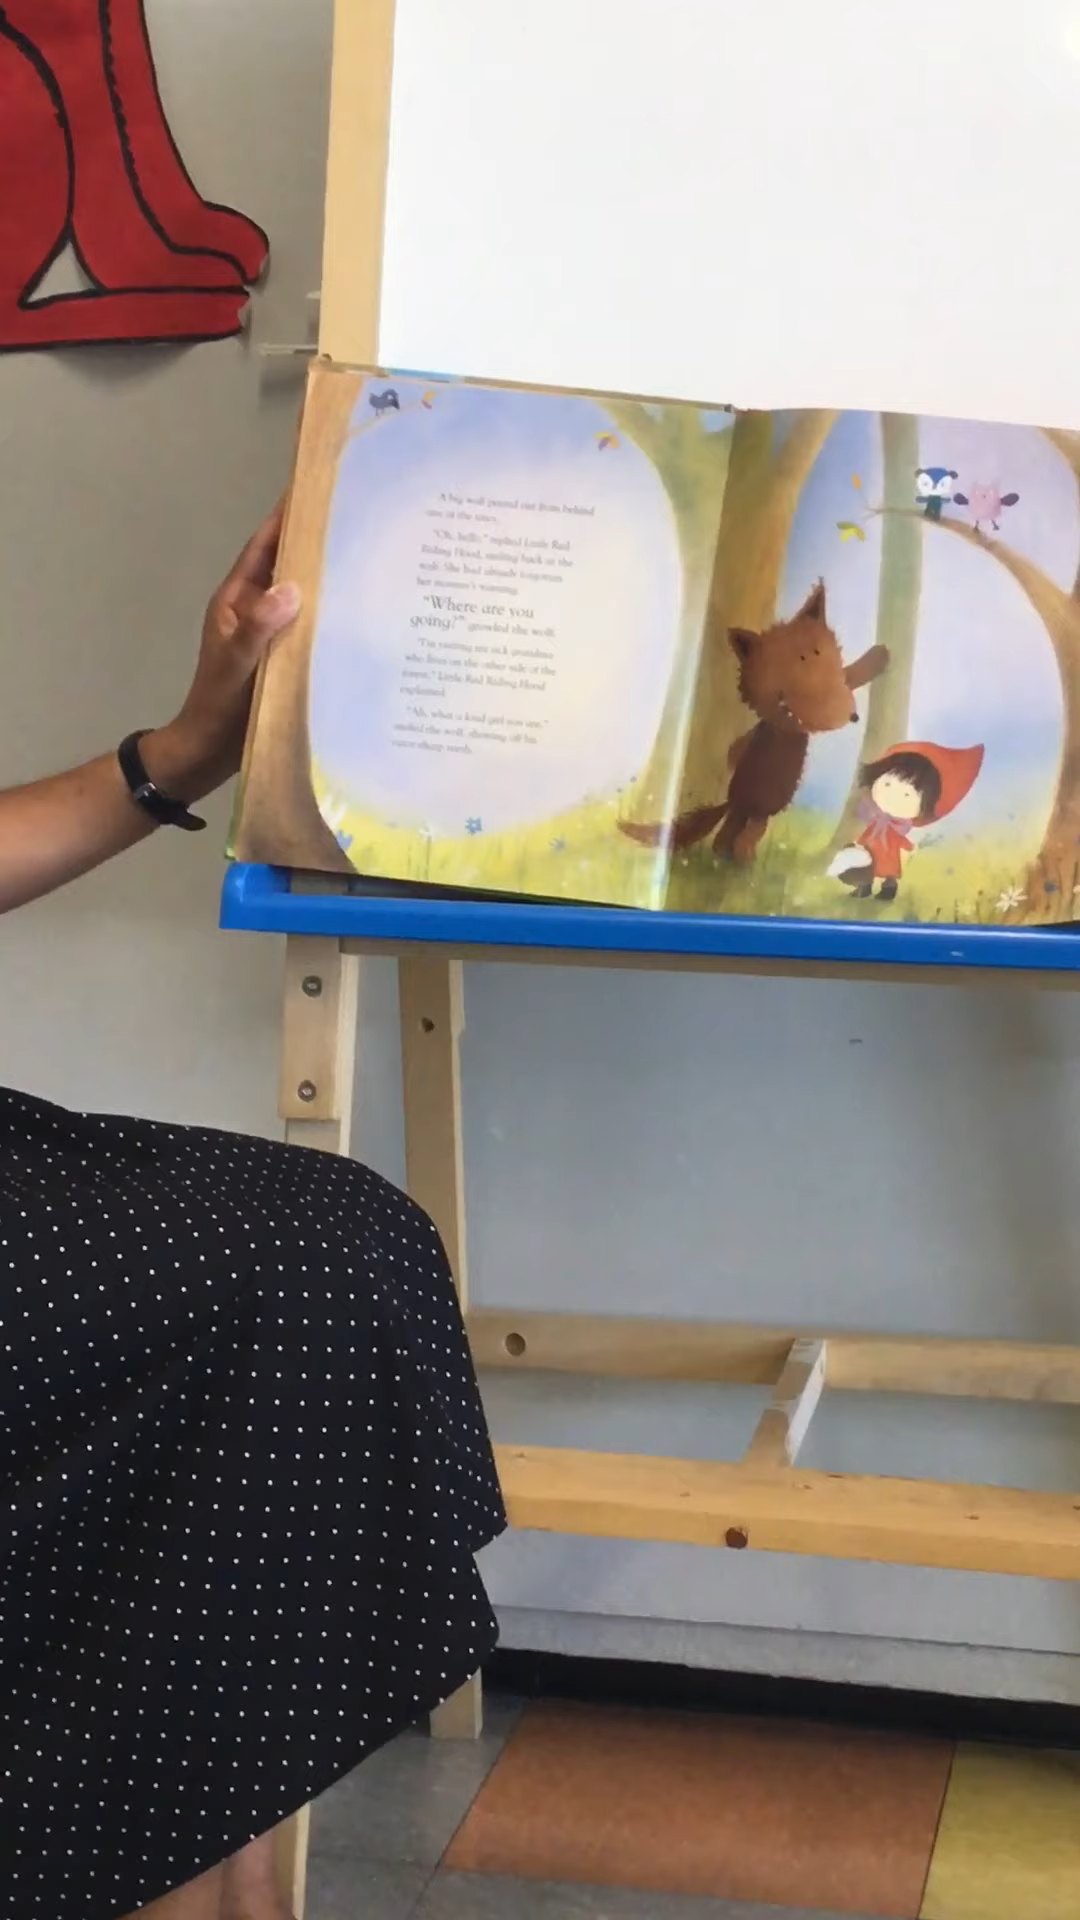 A big wolf peered out from behind
one of the trees.
"Oh, hello," replied Little Red
Riding Hood, smiling back at the
wolf. She had already forgotten
her mommy's warning.
"Where are you
going?" growled the wolf.
"I'm visiting my sick grandma
who lives on the other side of the
forest," Little Red Riding Hood
explained.
"Ah, what a kind girl you are,"
smiled the wolf, showing off his
razor-sharp teeth.